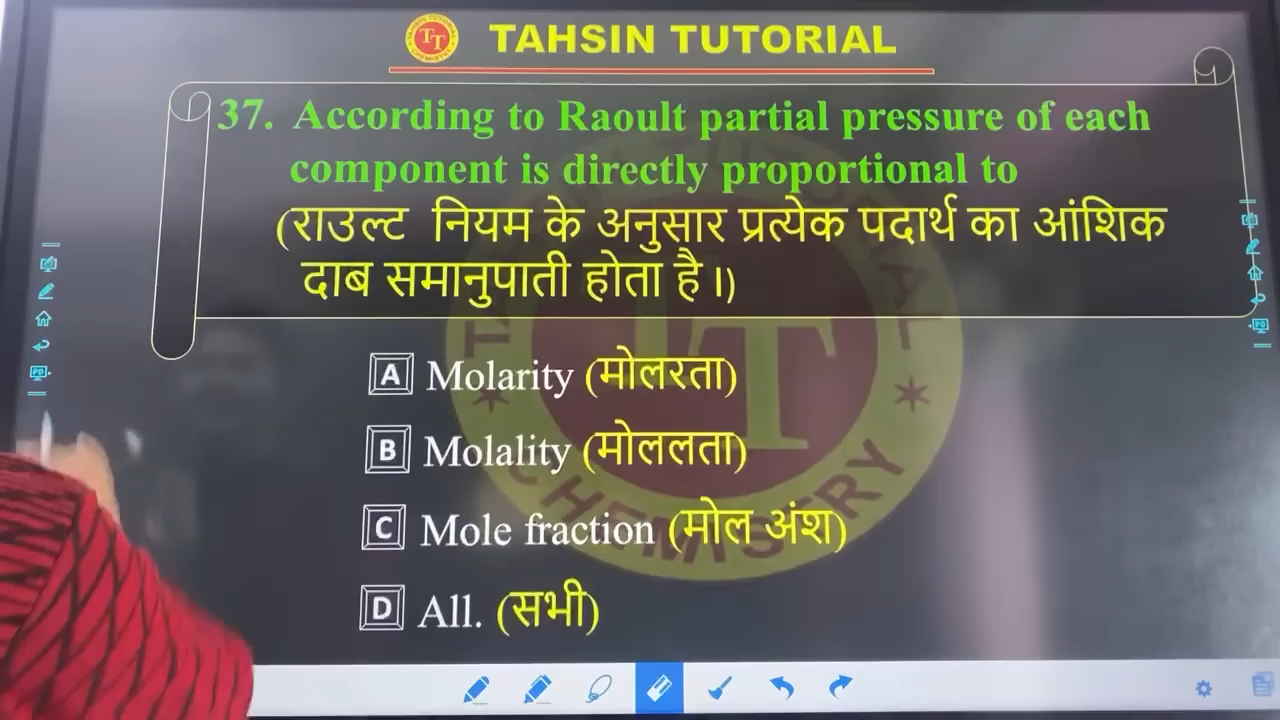 TAHSIN TUTORIAL
37. According to Raoult partial pressure of each
component is directly proportional to
(राउल्ट नियम के अनुसार प्रत्येक पदार्थ का आंशिक
दाब समानुपाती होता है।)
A Molarity (मोलरता)
B Molality (मोललता)
C Mole fraction (मोल अंश)
D All. (सभी)